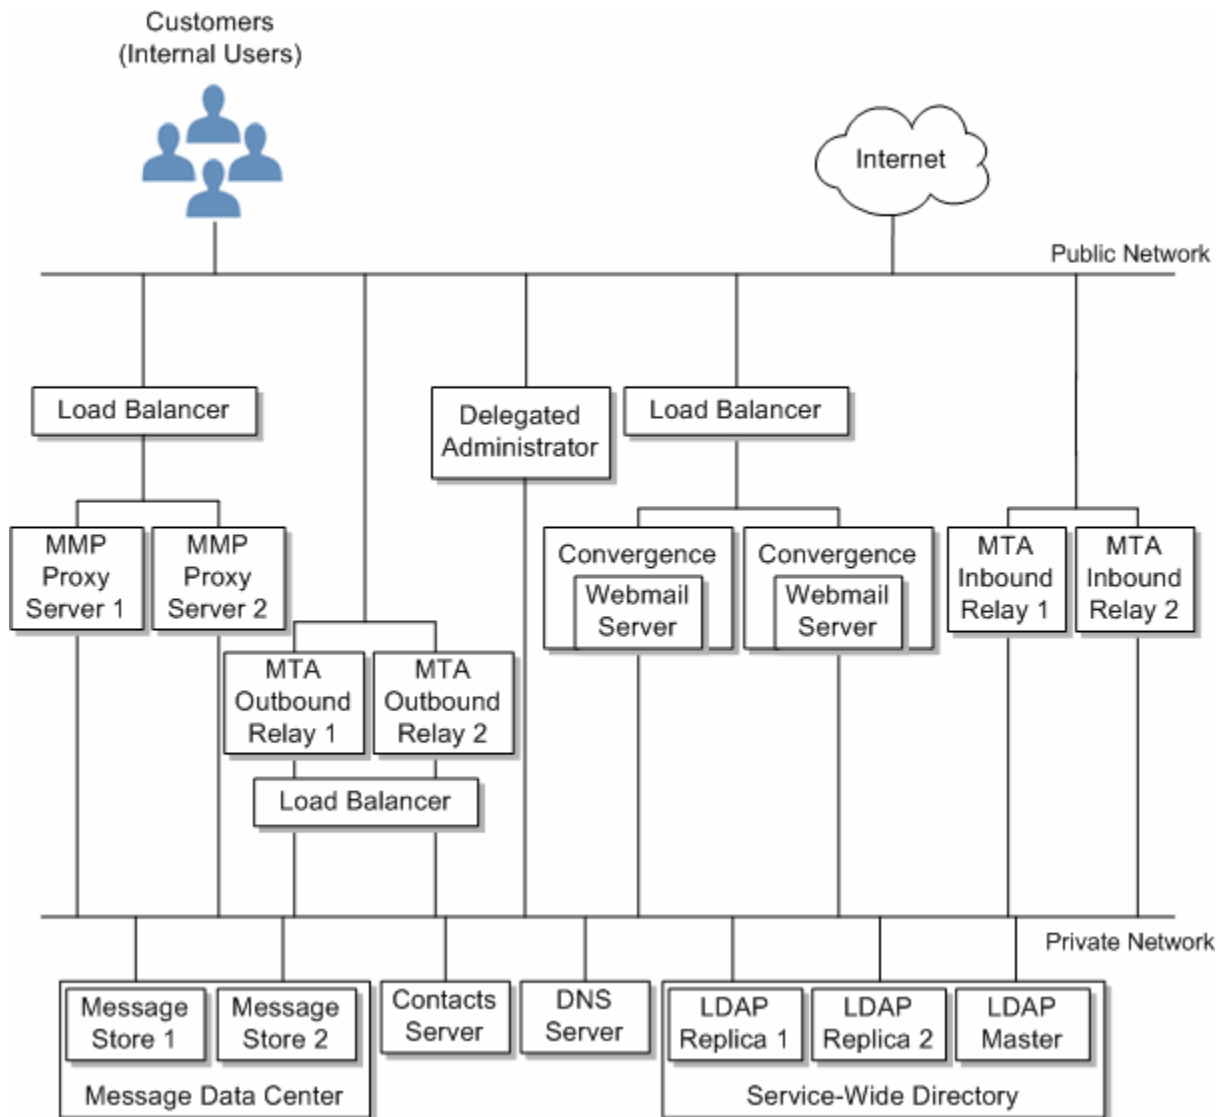 Customers
(Internal Users)
Internet
Public Network
Load Balancer
Delegated
Administrator
Load Balancer
MMP
Proxy
Server 1
MMP
Proxy
Server 2
Convergence
Webmail
Server
Convergence
Webmail
Server
MTA
Inbound
Relay 1
MTA
Inbound
Relay 2
MTA
Outbound
Relay 1
MTA
Outbound
Relay 2
Load Balancer
Private Network
Message
Store 1
Message
Store 2
Message Data Center
Contacts
Server
DNS
Server
LDAP
Replica 1
LDAP
Replica 2
LDAP
Master
Service-Wide Directory